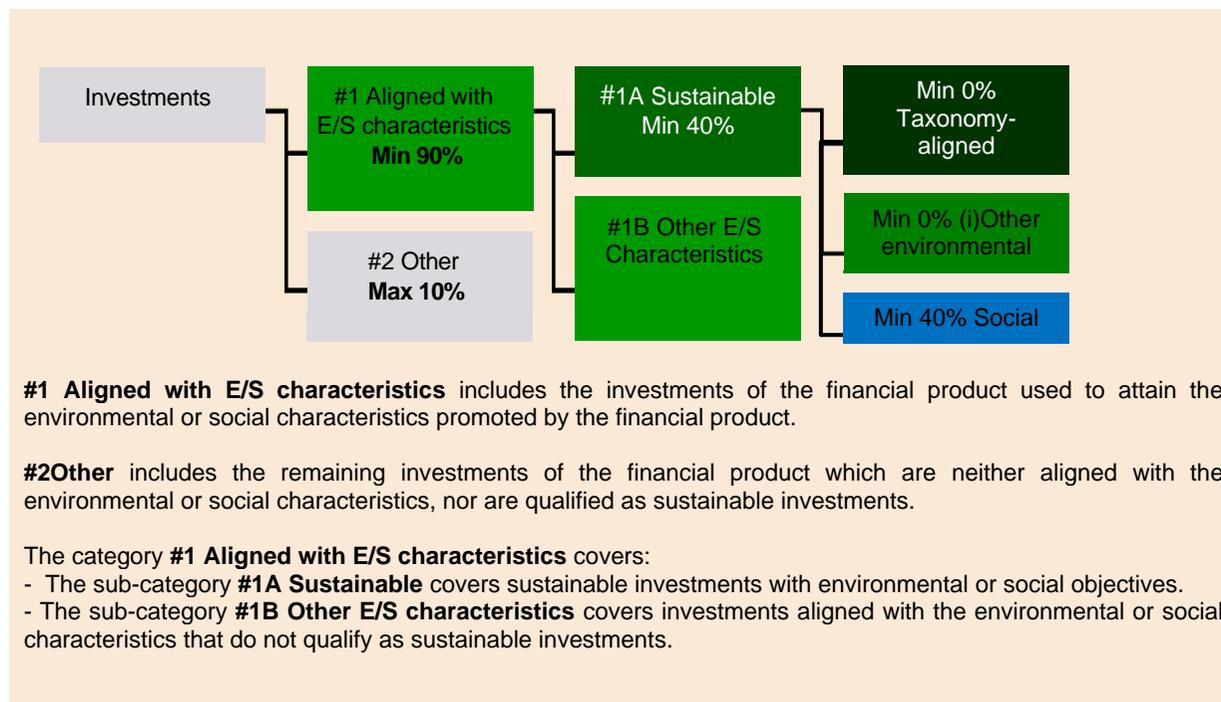 Investments
#1 Aligned with
E/S characteristics
Min 90%
#2 Other
Max 10%
#1A Sustainable
Min 40%
#1B Other E/S
Characteristics
Min 0%
Taxonomy-
aligned
Min 0% (i)Other
environmental
Min 40% Social
#1 Aligned with E/S characteristics includes the investments of the financial product used to attain the
environmental or social characteristics promoted by the financial product.
#2Other includes the remaining investments of the financial product which are neither aligned with the
environmental or social characteristics, nor are qualified as sustainable investments.
The category #1 Aligned with E/S characteristics covers:
- The sub-category #1A Sustainable covers sustainable investments with environmental or social objectives.
- The sub-category #1B Other E/S characteristics covers investments aligned with the environmental or social
characteristics that do not qualify as sustainable investments.